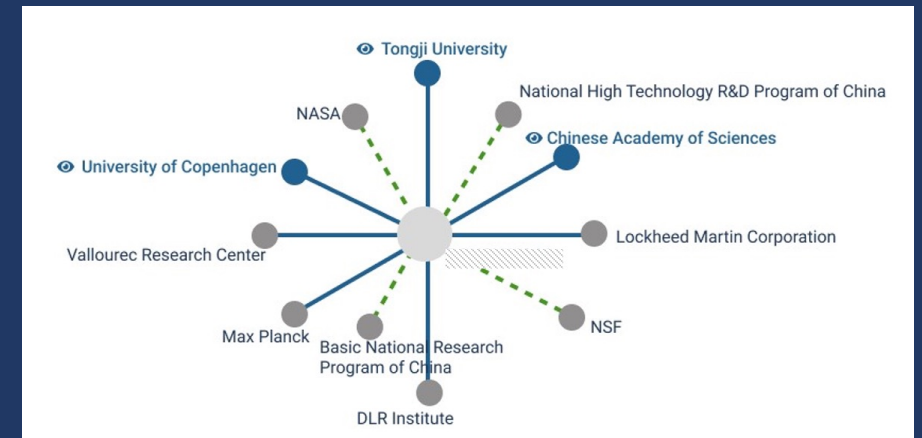 Tongji University
National High Technology R&D Program of China
NASA
Chinese Academy of Sciences
University of Copenhagen
Lockheed Martin Corporation
Vallourec Research Center
NSF
Max Planck
Basic National Research
Program of China
DLR Institute